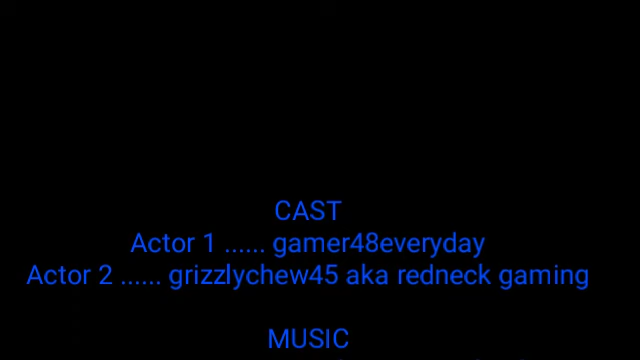 CAST
Actor 1 ...... gamer48everyday
Actor 2 ...... grizzlychew45 aka redneck gaming
MUSIC